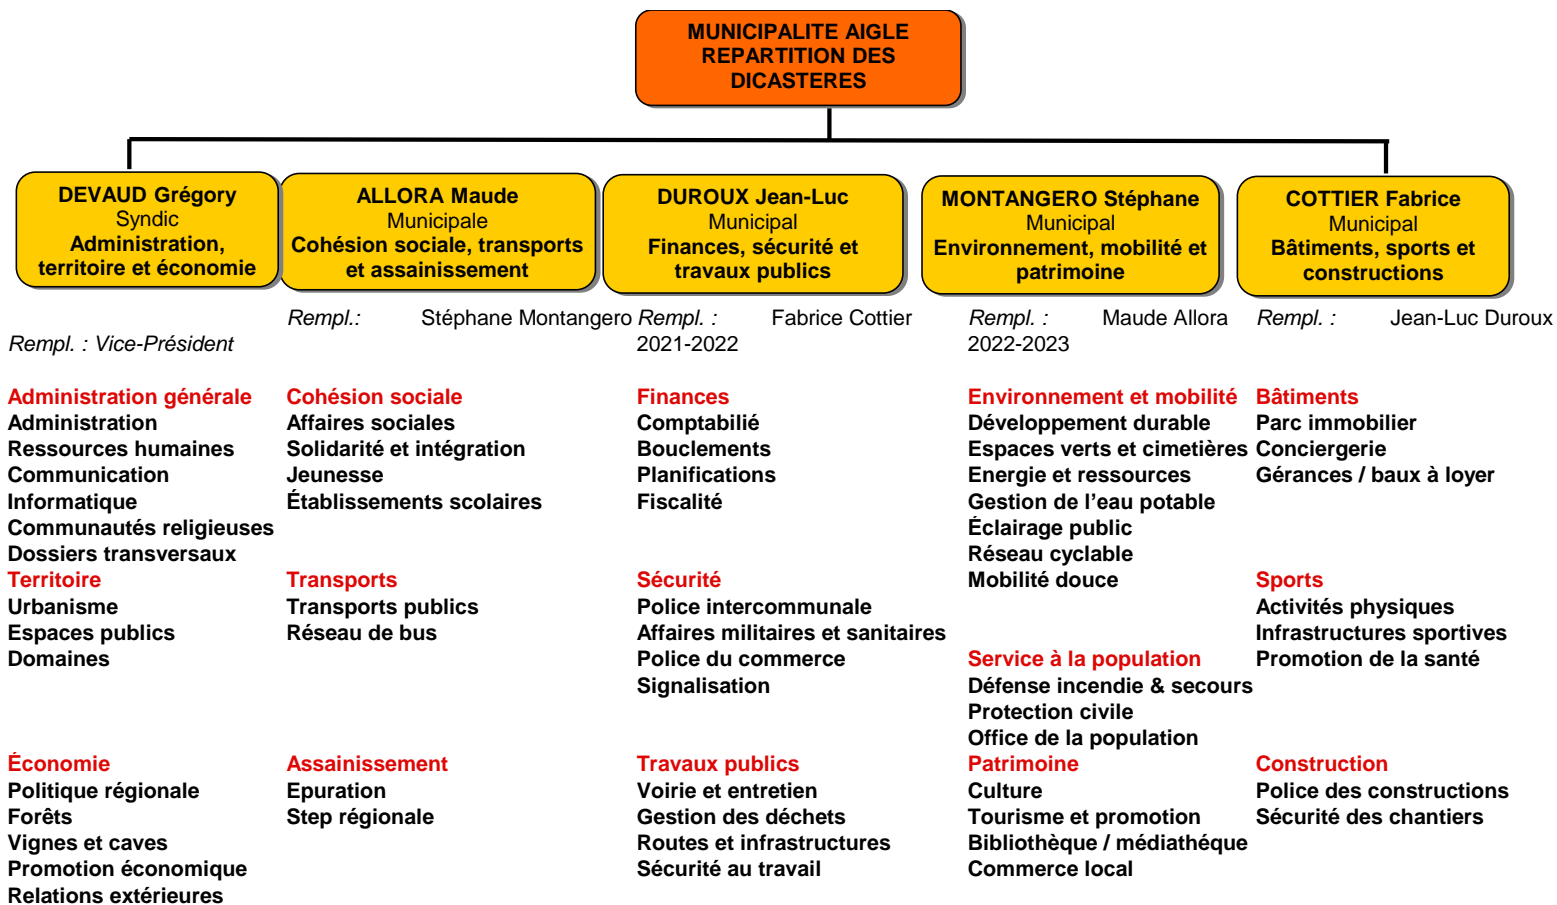 MUNICIPALITE AIGLE
REPARTITION DES
DICASTERES
DEVAUD Grégory
Syndic
Administration,
territoire et économie
ALLORA Maude
Municipale
Cohésion sociale, transports
et assainissement
DUROUX Jean-Luc
Municipal
Finances, sécurité et
travaux publics
MONTANGERO Stéphane
Municipal
Environnement, mobilité et
patrimoine
COTTIER Fabrice
Municipal
Bâtiments, sports et
constructions
Rempl. : Vice-Président
Rempl.: Stéphane Montangero
Rempl. : Fabrice Cottier
2021-2022
Rempl. : Maude Allora
2022-2023
Rempl. : Jean-Luc Duroux
Administration générale
Administration
Ressources humaines
Communication
Informatique
Communautés religieuses
Dossiers transversaux
Territoire
Urbanisme
Espaces publics
Domaines
Économie
Politique régionale
Forêts
Vignes et caves
Promotion économique
Relations extérieures
Cohésion sociale
Affaires sociales
Solidarité et intégration
Jeunesse
Établissements scolaires
Transports
Transports publics
Réseau de bus
Assainissement
Epuration
Step régionale
Finances
Comptabilié
Bouclements
Planifications
Fiscalité
Sécurité
Police intercommunale
Affaires militaires et sanitaires
Police du commerce
Signalisation
Travaux publics
Voirie et entretien
Gestion des déchets
Routes et infrastructures
Sécurité au travail
Environnement et mobilité
Développement durable
Espaces verts et cimetières
Energie et ressources
Gestion de l’eau potable
Éclairage public
Réseau cyclable
Mobilité douce
Service à la population
Défense incendie & secours
Protection civile
Office de la population
Patrimoine
Culture
Tourisme et promotion
Bibliothèque / médiathéque
Commerce local
Bâtiments
Parc immobilier
Conciergerie
Gérances / baux à loyer
Sports
Activités physiques
Infrastructures sportives
Promotion de la santé
Construction
Police des constructions
Sécurité des chantiers